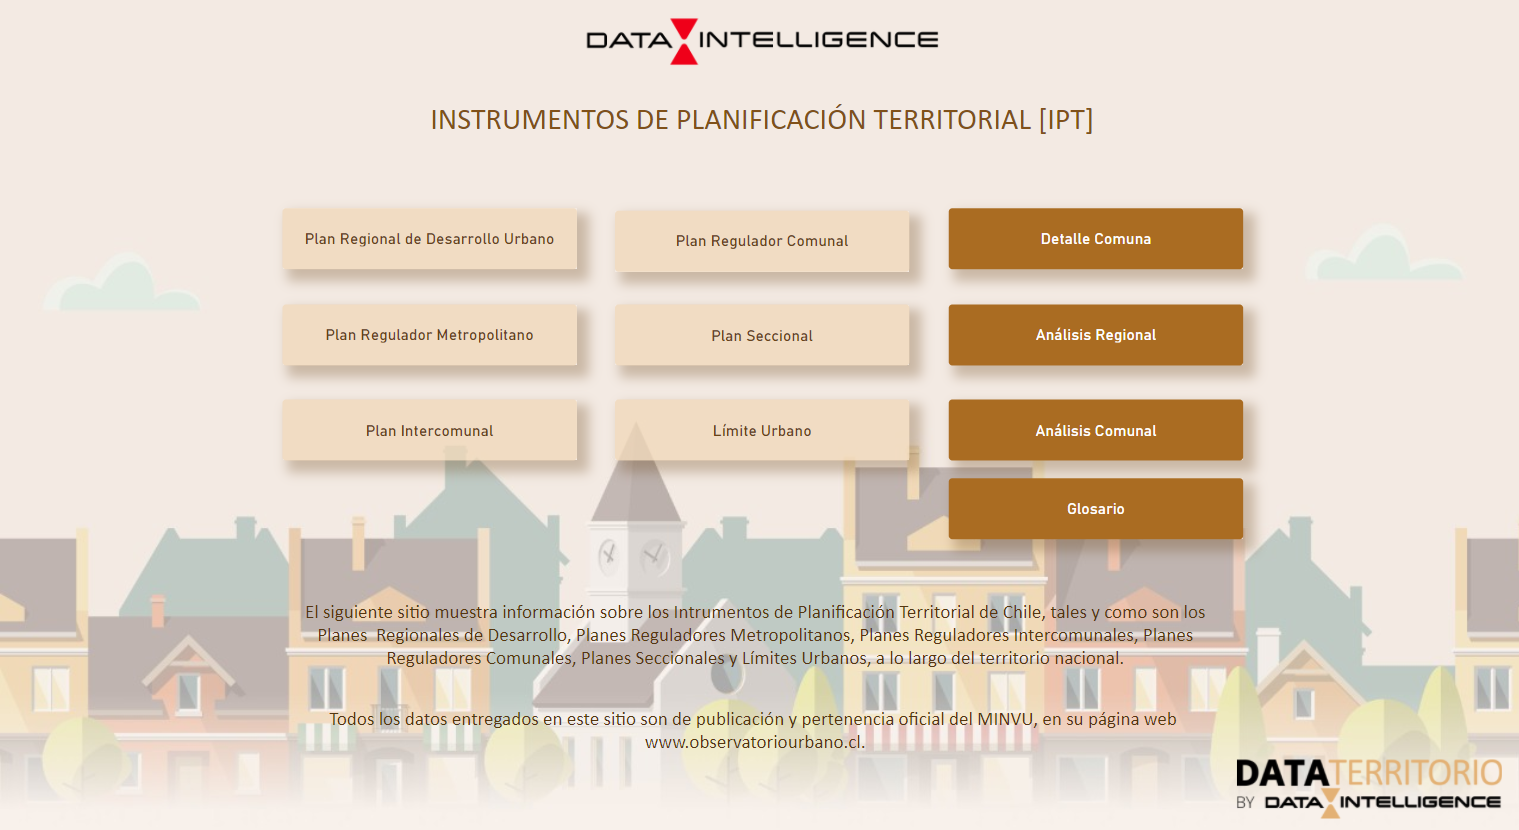 DATA INTELLIGENCE
INSTRUMENTOS DE PLANIFICACIÓN TERRITORIAL [IPT]
Plan Regional de Desarrollo Urbano
Plan Regulador Comunal
Detalle Comuna
Plan Regulador Metropolitano
Plan Seccional
Análisis Regional
Plan Intercomunal
Límite Urbano
Análisis Comunal
Glosario
El siguiente sitio muestra información sobre los Intrumentos de Planificación Territorial de Chile, tales y como son los
Planes Regionales de Desarrollo, Planes Reguladores Metropolitanos, Planes Reguladores Intercomunales, Planes
Reguladores Comunales, Planes Seccionales y Límites Urbanos, a lo largo del territorio nacional.
Todos los datos entregados en este sitio son de publicación y pertenencia oficial del MINVU, en su página web
www.observatoriourbano.cl.
DATATERRITORIO
BY DATA INTELLIGENCE